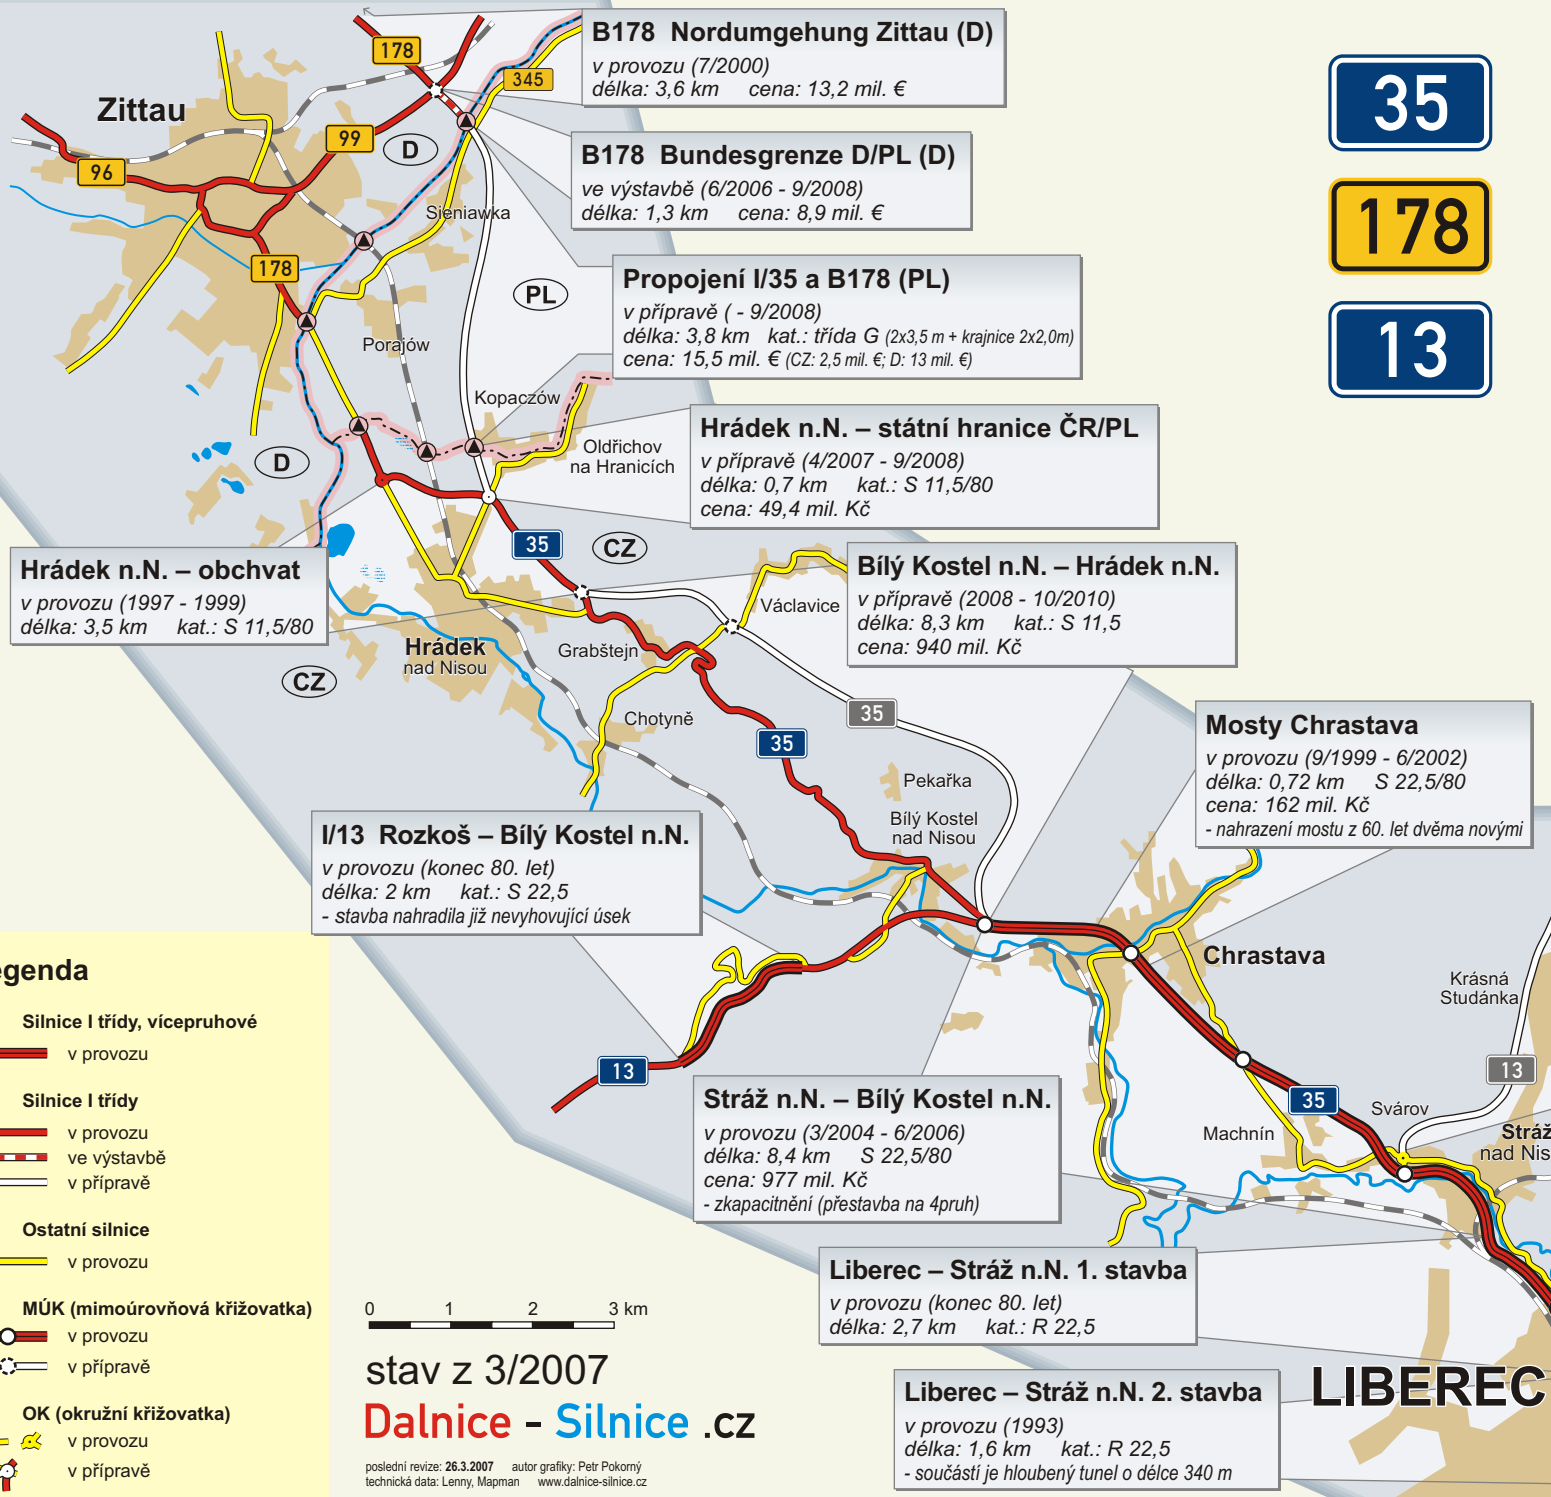 B178 Nordumgehung Zittau (D)
v provozu (7/2000)
délka: 3,6 km cena: 13,2 mil. €
178
345
Zittau
99
D
96
35
B178 Bundesgrenze D/PL (D)
ve výstavbě (6/2006 - 9/2008)
délka: 1,3 km cena: 8,9 mil. €
Sieniawka
178
178
PL
Propojení I/35 a B178 (PL)
v přípravě ( - 9/2008)
délka: 3,8 km kat.: třída G (2x3,5 m + krajnice 2x2,0m)
cena: 15,5 mil. € (CZ: 2,5 mil. €; D: 13 mil. €)
13
Porajów
Kopaczów
Oldřichov
na Hranicích
D
Hrádek n.N. – státní hranice ČR/PL
v přípravě (4/2007 - 9/2008)
délka: 0,7 km kat.: S 11,5/80
cena: 49,4 mil. Kč
35
CZ
Hrádek n.N. – obchvat
v provozu (1997 - 1999)
délka: 3,5 km kat.: S 11,5/80
Bílý Kostel n.N. – Hrádek n.N.
v přípravě (2008 - 10/2010)
délka: 8,3 km kat.: S 11,5
cena: 940 mil. Kč
Václavice
Hrádek
nad Nisou
Grabštejn
CZ
Chotyně
35
35
Mosty Chrastava
v provozu (9/1999 - 6/2002)
délka: 0,72 km S 22,5/80
cena: 162 mil. Kč
- nahrazení mostu z 60. let dvěma novými
Pekařka
Bílý Kostel
nad Nisou
I/13 Rozkoš – Bílý Kostel n.N.
v provozu (konec 80. let)
délka: 2 km kat.: S 22,5
- stavba nahradila již nevyhovující úsek
Chrastava
Krásná
Studánka
13
13
35
Svárov
Machnín
Stráž
nad Nis
Stráž n.N. – Bílý Kostel n.N.
v provozu (3/2004 - 6/2006)
délka: 8,4 km S 22,5/80
cena: 977 mil. Kč
- zkapacitnění (přestavba na 4pruh)
Liberec – Stráž n.N. 1. stavba
v provozu (konec 80. let)
délka: 2,7 km kat.: R 22,5
LIBEREC
Liberec – Stráž n.N. 2. stavba
v provozu (1993)
délka: 1,6 km kat.: R 22,5
- součástí je hloubený tunel o délce 340 m
egenda
Silnice I třídy, vícepruhové
v provozu
Silnice I třídy
v provozu
ve výstavbě
v přípravě
Ostatní silnice
v provozu
MÚK (mimoúrovňová křižovatka)
v provozu
v přípravě
OK (okružní křižovatka)
v provozu
v přípravě
0 1 2 3 km
stav z 3/2007
Dalnice - Silnice .cz
poslední revize: 26.3.2007 autor grafiky: Petr Pokorný
technická data: Lenny, Mapman www.dalnice-silnice.cz